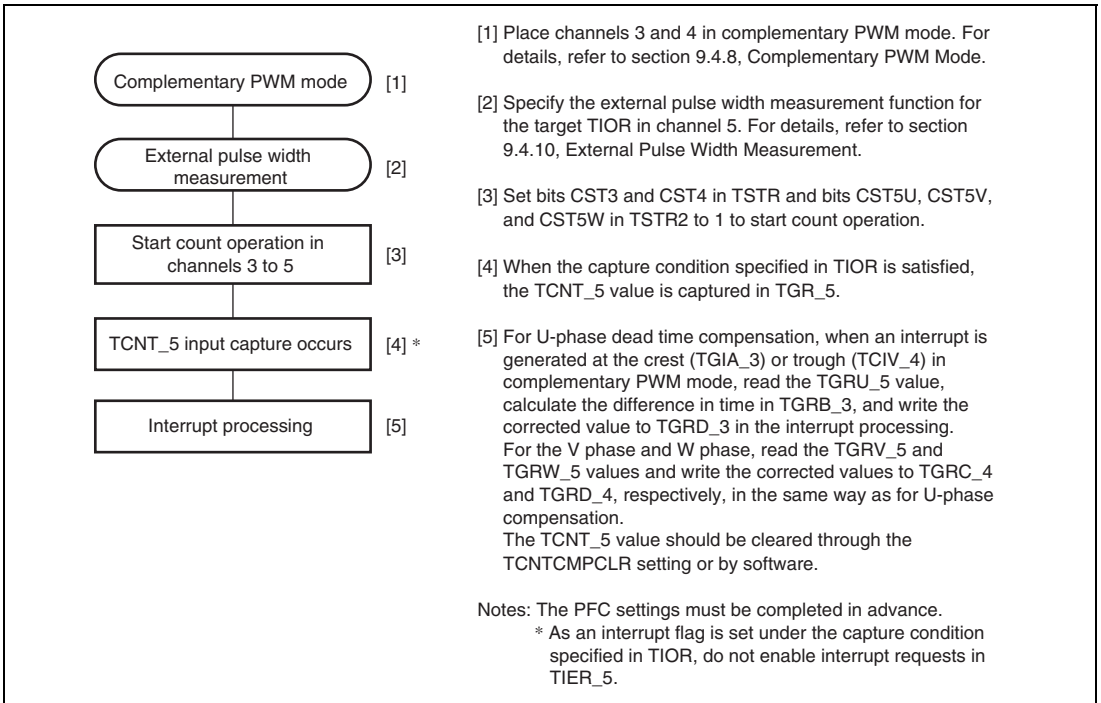 Complementary PWM mode [1]
External pulse width
measurement [2]
Start count operation in
channels 3 to 5 [3]
TCNT_5 input capture occurs [4] *
Interrupt processing [5]
[1] Place channels 3 and 4 in complementary PWM mode. For
details, refer to section 9.4.8, Complementary PWM Mode.
[2] Specify the external pulse width measurement function for
the target TIOR in channel 5. For details, refer to section
9.4.10, External Pulse Width Measurement.
[3] Set bits CST3 and CST4 in TSTR and bits CST5U, CST5V,
and CST5W in TSTR2 to 1 to start count operation.
[4] When the capture condition specified in TIOR is satisfied,
the TCNT_5 value is captured in TGR_5.
[5] For U-phase dead time compensation, when an interrupt is
generated at the crest (TGIA_3) or trough (TCIV_4) in
complementary PWM mode, read the TGRU_5 value,
calculate the difference in time in TGRB_3, and write the
corrected value to TGRD_3 in the interrupt processing.
For the V phase and W phase, read the TGRV_5 and
TGRW_5 values and write the corrected values to TGRC_4
and TGRD_4, respectively, in the same way as for U-phase
compensation.
The TCNT_5 value should be cleared through the
TCNTCMPCLR setting or by software.
Notes: The PFC settings must be completed in advance.
* As an interrupt flag is set under the capture condition
specified in TIOR, do not enable interrupt requests in
TIER_5.